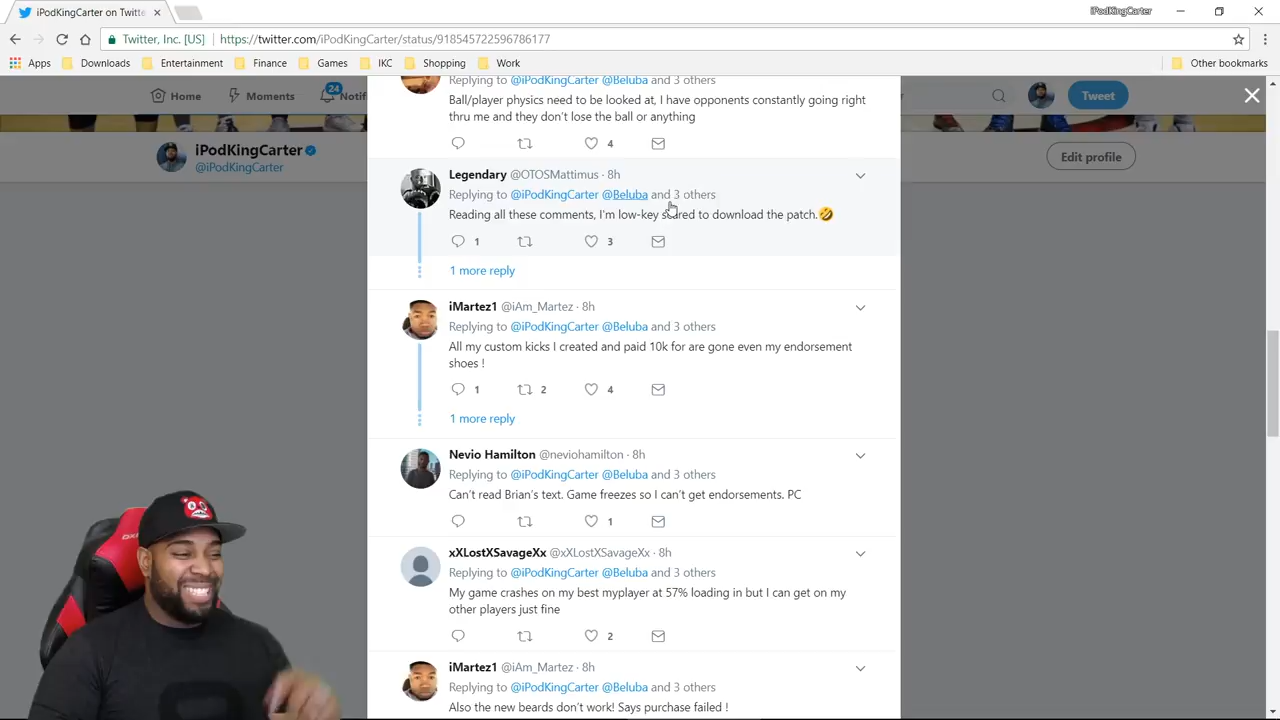 iPodKingCarter on Twitte
iPodKingCarter
Twitter, Inc. [US]
https://twitter.com/iPodKingCarter/status/918545722596786177
Apps
Downloads
Entertainment
Finance
Games
IKC
Shopping
Work
Other bookmarks
Home
Moments
24
Notifi
Tweet
iPodKingCarter
@iPodKingCarter
Edit profile
Replying to @iPodKingCarter @Beluba and 3 others
Ball/player physics need to be looked at, I have opponents constantly going right
thru me and they don't lose the ball or anything
4
Legendary @OTOSMattimus · 8h
Replying to @iPodKingCarter @Beluba and 3 others
Reading all these comments, I'm low-key scared to download the patch.🤣
1
3
1 more reply
iMartez1 @iAm_Martez · 8h
Replying to @iPodKingCarter @Beluba and 3 others
All my custom kicks I created and paid 10k for are gone even my endorsement
shoes !
1
2
4
1 more reply
Nevio Hamilton @neviohamilton · 8h
Replying to @iPodKingCarter @Beluba and 3 others
Can't read Brian's text. Game freezes so I can't get endorsements. PC
1
xXLostXSavageXx @xXLostXSavageXx · 8h
Replying to @iPodKingCarter @Beluba and 3 others
My game crashes on my best myplayer at 57% loading in but I can get on my
other players just fine
2
iMartez1 @iAm_Martez · 8h
Replying to @iPodKingCarter @Beluba and 3 others
Also the new beards don't work! Says purchase failed !